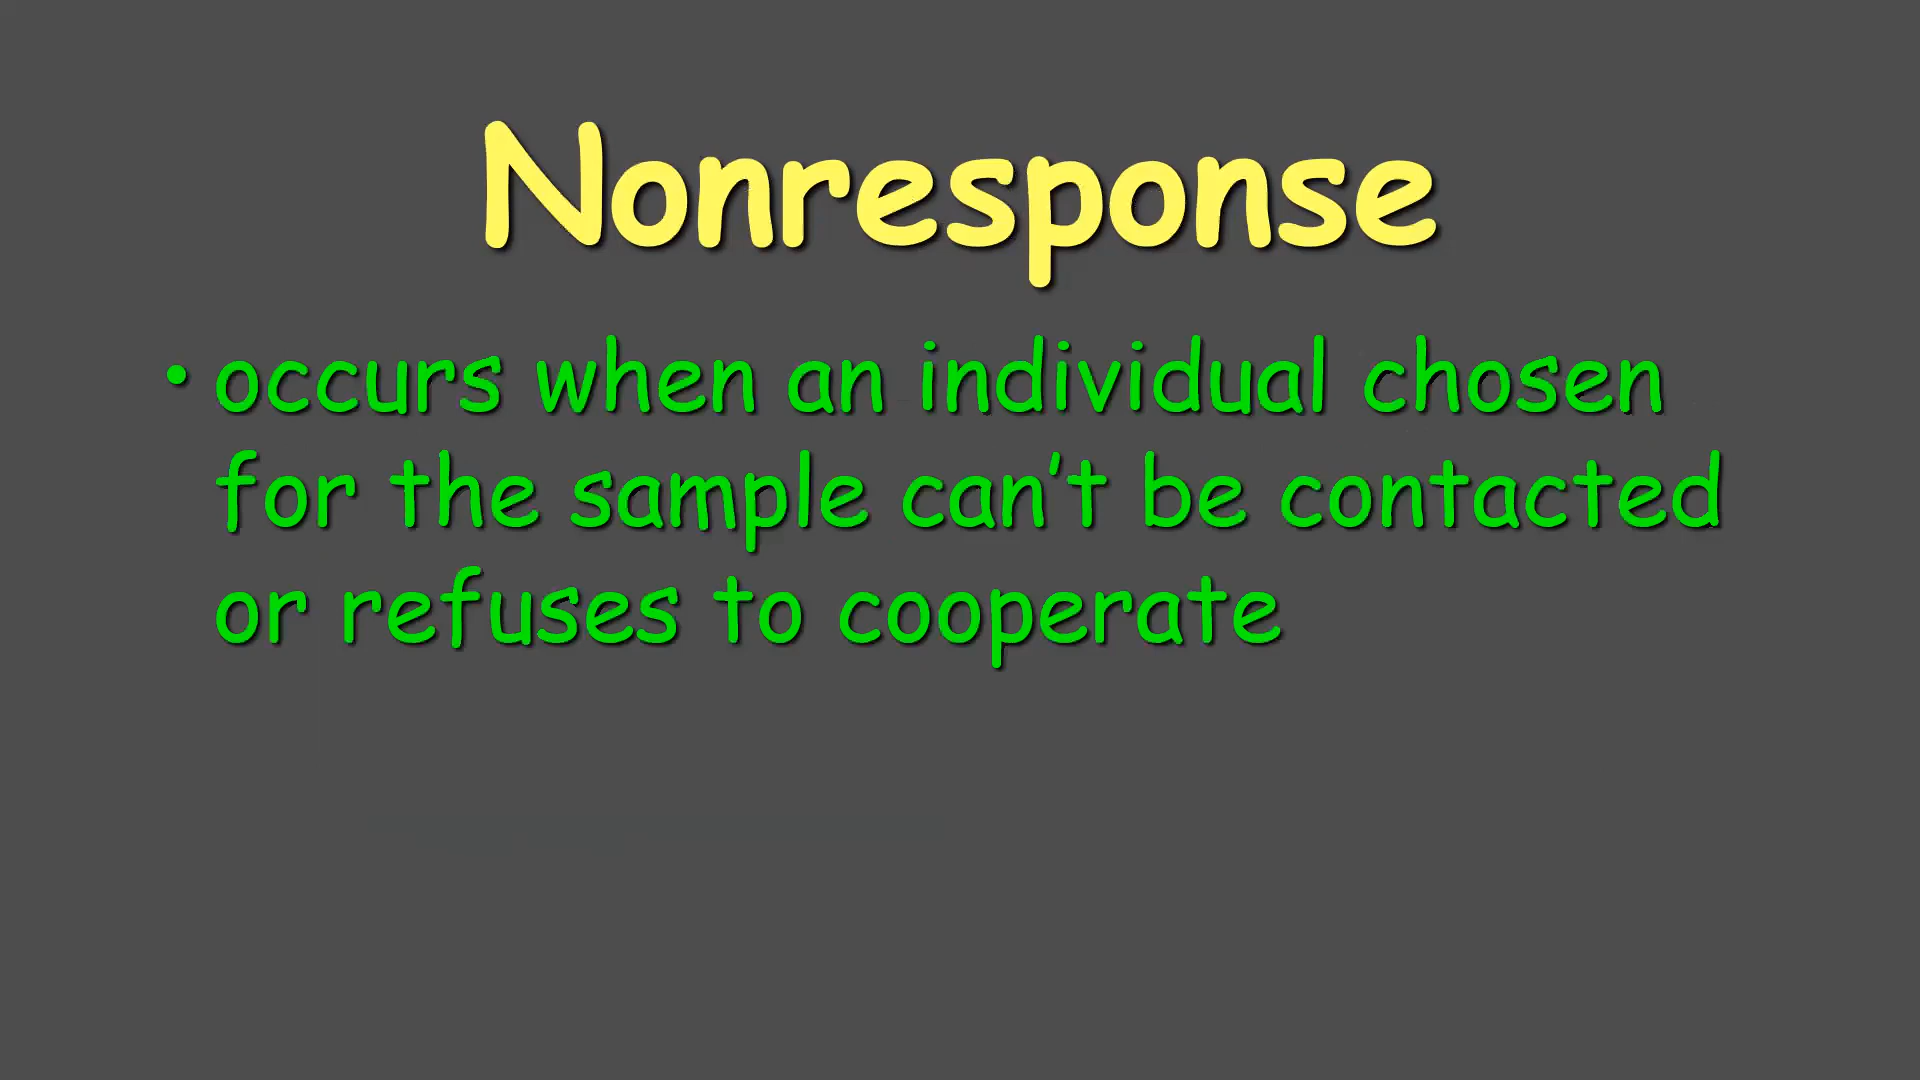 Nonresponse
• occurs when an individual chosen
for the sample can't be contacted
or refuses to cooperate